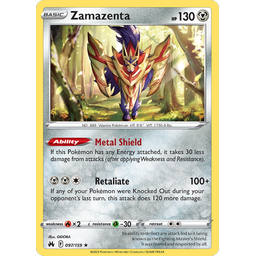 BASIC Zamazenta HP 130
Ability Metal Shield
If this Pokémon has any Energy attached, it takes 30 less
damage from attacks (after applying Weakness and Resistance).
Retaliate 100+
If any of your Pokémon were Knocked Out during your
opponent's last turn, this attack does 120 more damage.
weakness ×2 resistance -30 retreat
097/159 ★